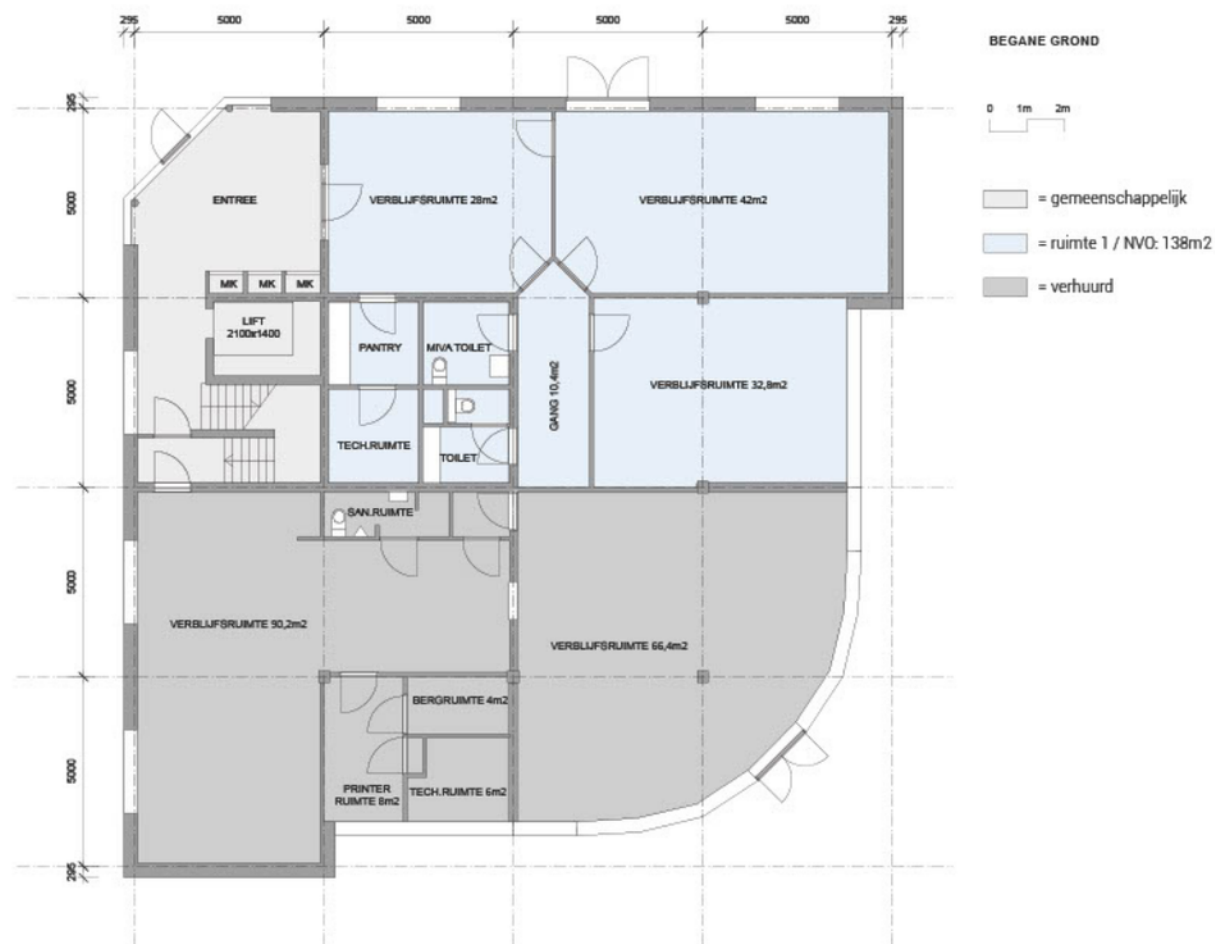 295 5000 5000 5000 5000 295
BEGANE GROND
0 1m 2m
= gemeenschappelijk
= ruimte 1 / NVO: 138m2
= verhuurd
295
5000
5000
5000
5000
295
ENTREE
VERBLIJFSRUIMTE 28m2
VERBLIJFSRUIMTE 42m2
MK MK MK
LIFT
2100x1400
PANTRY
MIVA TOILET
GANG 10,4m2
VERBLIJFSRUIMTE 32,8m2
TECH.RUIMTE
TOILET
SAN.RUIMTE
VERBLIJFSRUIMTE 90,2m2
VERBLIJFSRUIMTE 66,4m2
BERGRUIMTE 4m2
PRINTER
RUIMTE 8m2
TECH.RUIMTE 6m2